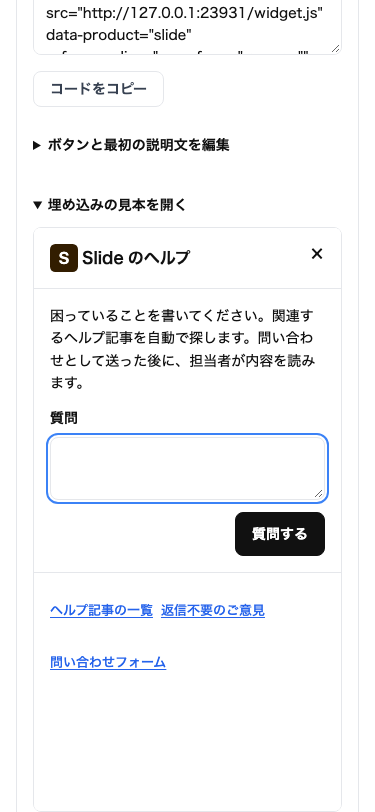 src="http://127.0.0.1:23931/widget.js"
data-product="slide"
コードをコピー
▶ ボタンと最初の説明文を編集
▼ 埋め込みの見本を開く
S Slide のヘルプ ×
困っていることを書いてください。関連す
るヘルプ記事を自動で探します。問い合わ
せとして送った後に、担当者が内容を読み
ます。
質問
質問する
ヘルプ記事の一覧 返信不要のご意見
問い合わせフォーム